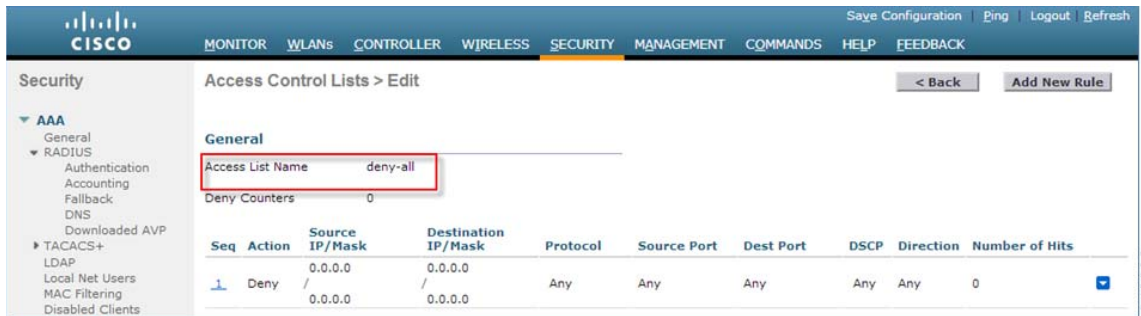 Save Configuration | Ping | Logout | Refresh
CISCO
MONITOR WLANs CONTROLLER WIRELESS SECURITY MANAGEMENT COMMANDS HELP FEEDBACK
Security
Access Control Lists > Edit
< Back
Add New Rule
AAA
General
RADIUS
Authentication
Accounting
Fallback
DNS
Downloaded AVP
TACACS+
LDAP
Local Net Users
MAC Filtering
Disabled Clients
General
Access List Name deny-all
Deny Counters 0
Seq Action Source IP/Mask Destination IP/Mask Protocol Source Port Dest Port DSCP Direction Number of Hits
1 Deny 0.0.0.0 / 0.0.0.0 0.0.0.0 / 0.0.0.0 Any Any Any Any Any 0